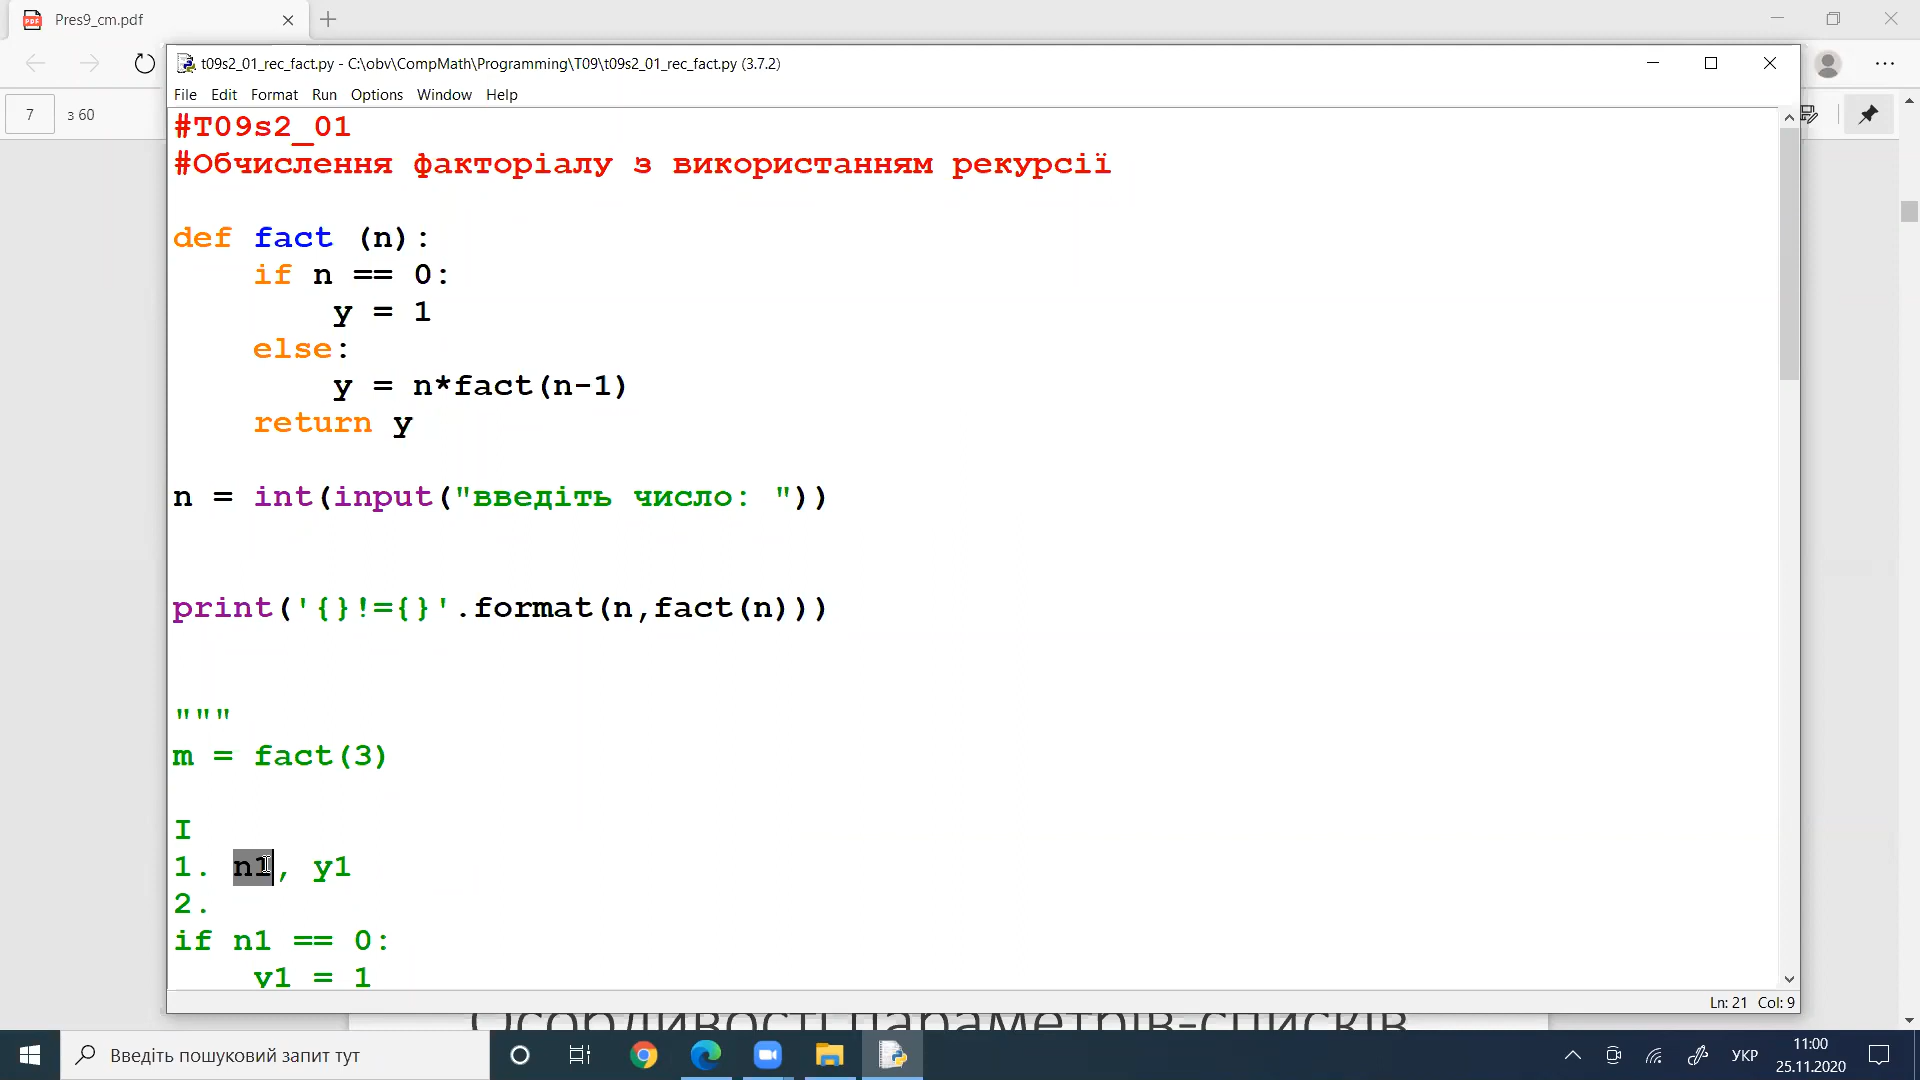 Pres9_cm.pdf
t09s2_01_rec_fact.py - C:\obv\CompMath\Programming\T09\t09s2_01_rec_fact.py (3.7.2)
File Edit Format Run Options Window Help
7 з 60
#T09s2_01
#Обчислення факторіалу з використанням рекурсії
def fact (n):
if n == 0:
y = 1
else:
y = n*fact(n-1)
return y
n = int(input("введіть число: "))
print('{}!={}'.format(n,fact(n)))
"""
m = fact(3)
I
1. n1, y1
2.
if n1 == 0:
y1 = 1
Ln: 21 Col: 9
Особливості параметрів-списків
Введіть пошуковий запит тут
УКР
11:00
25.11.2020